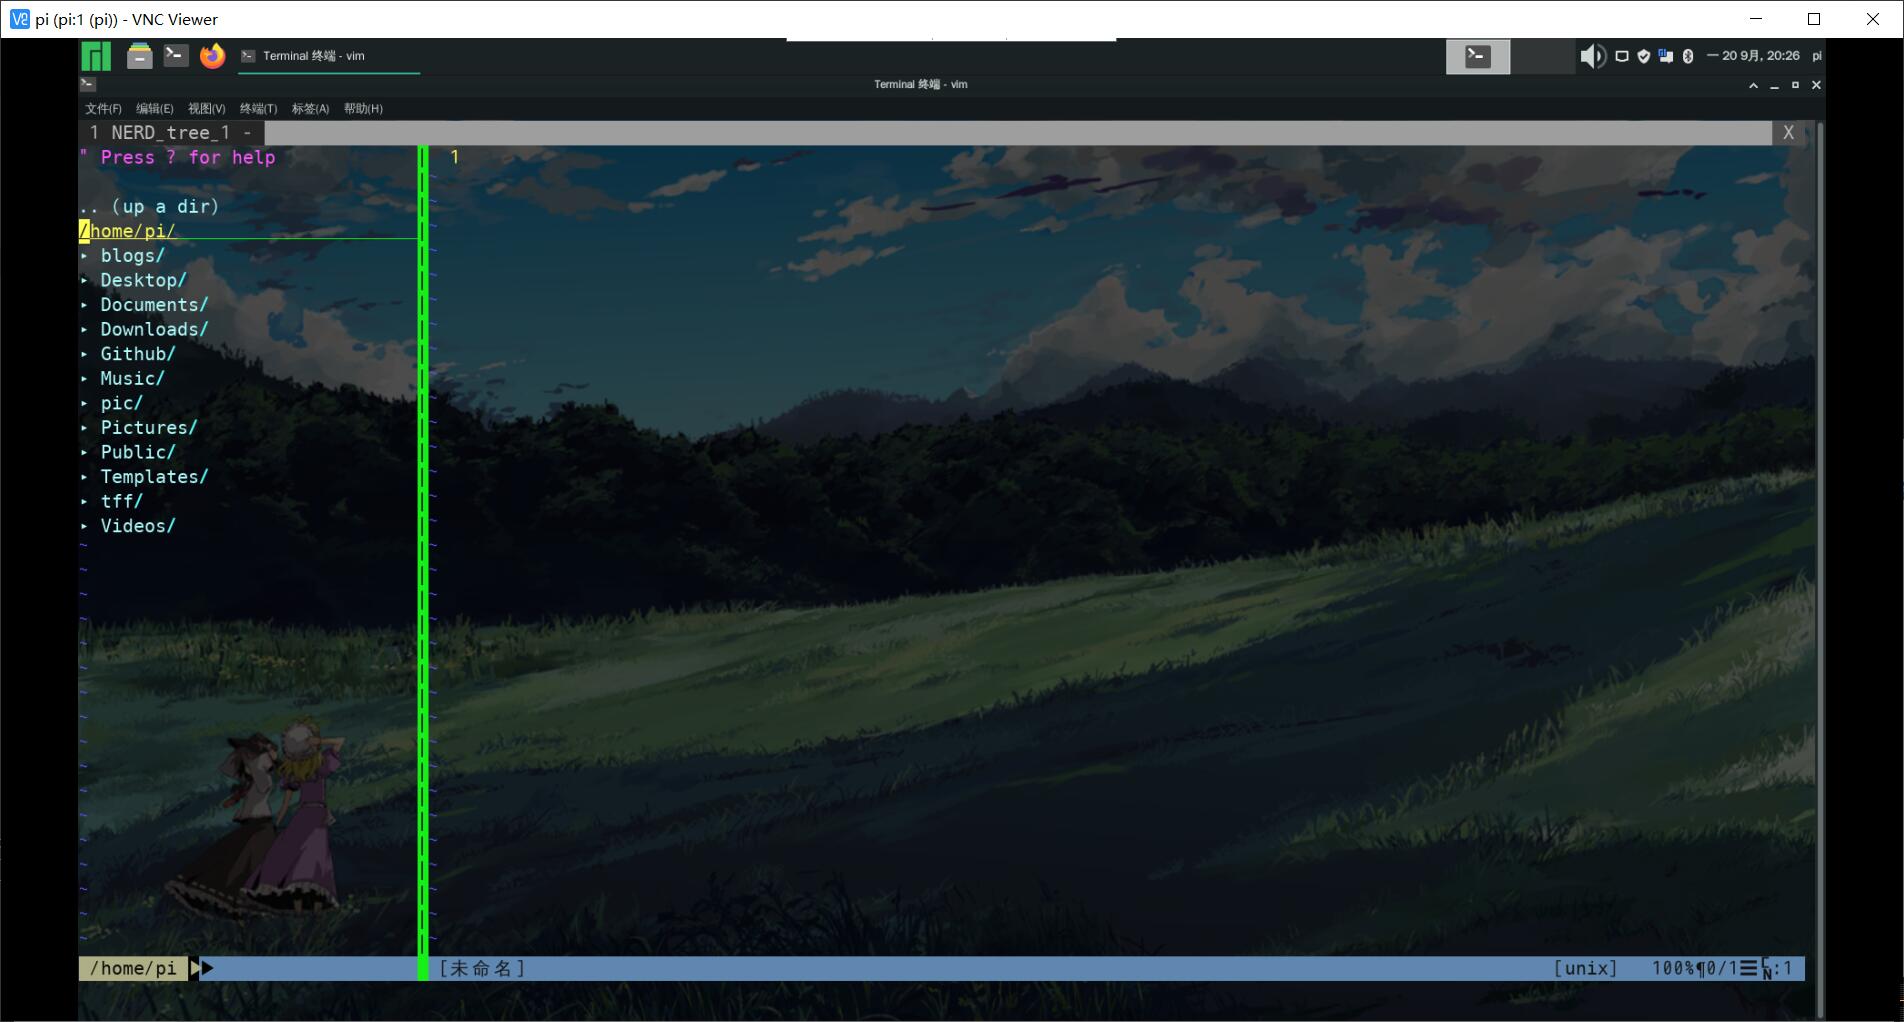 pi (pi:1 (pi)) - VNC Viewer
Terminal 终端 - vim
一 20 9月, 20:26 pi
Terminal 终端 - vim
文件(F) 编辑(E) 视图(V) 终端(T) 标签(A) 帮助(H)
1 NERD_tree_1 - X
" Press ? for help
1
.. (up a dir)
/home/pi/
▸ blogs/
▸ Desktop/
▸ Documents/
▸ Downloads/
▸ Github/
▸ Music/
▸ pic/
▸ Pictures/
▸ Public/
▸ Templates/
▸ tff/
▸ Videos/
/home/pi [未命名] [unix] 100%¶0/1☰␤:1